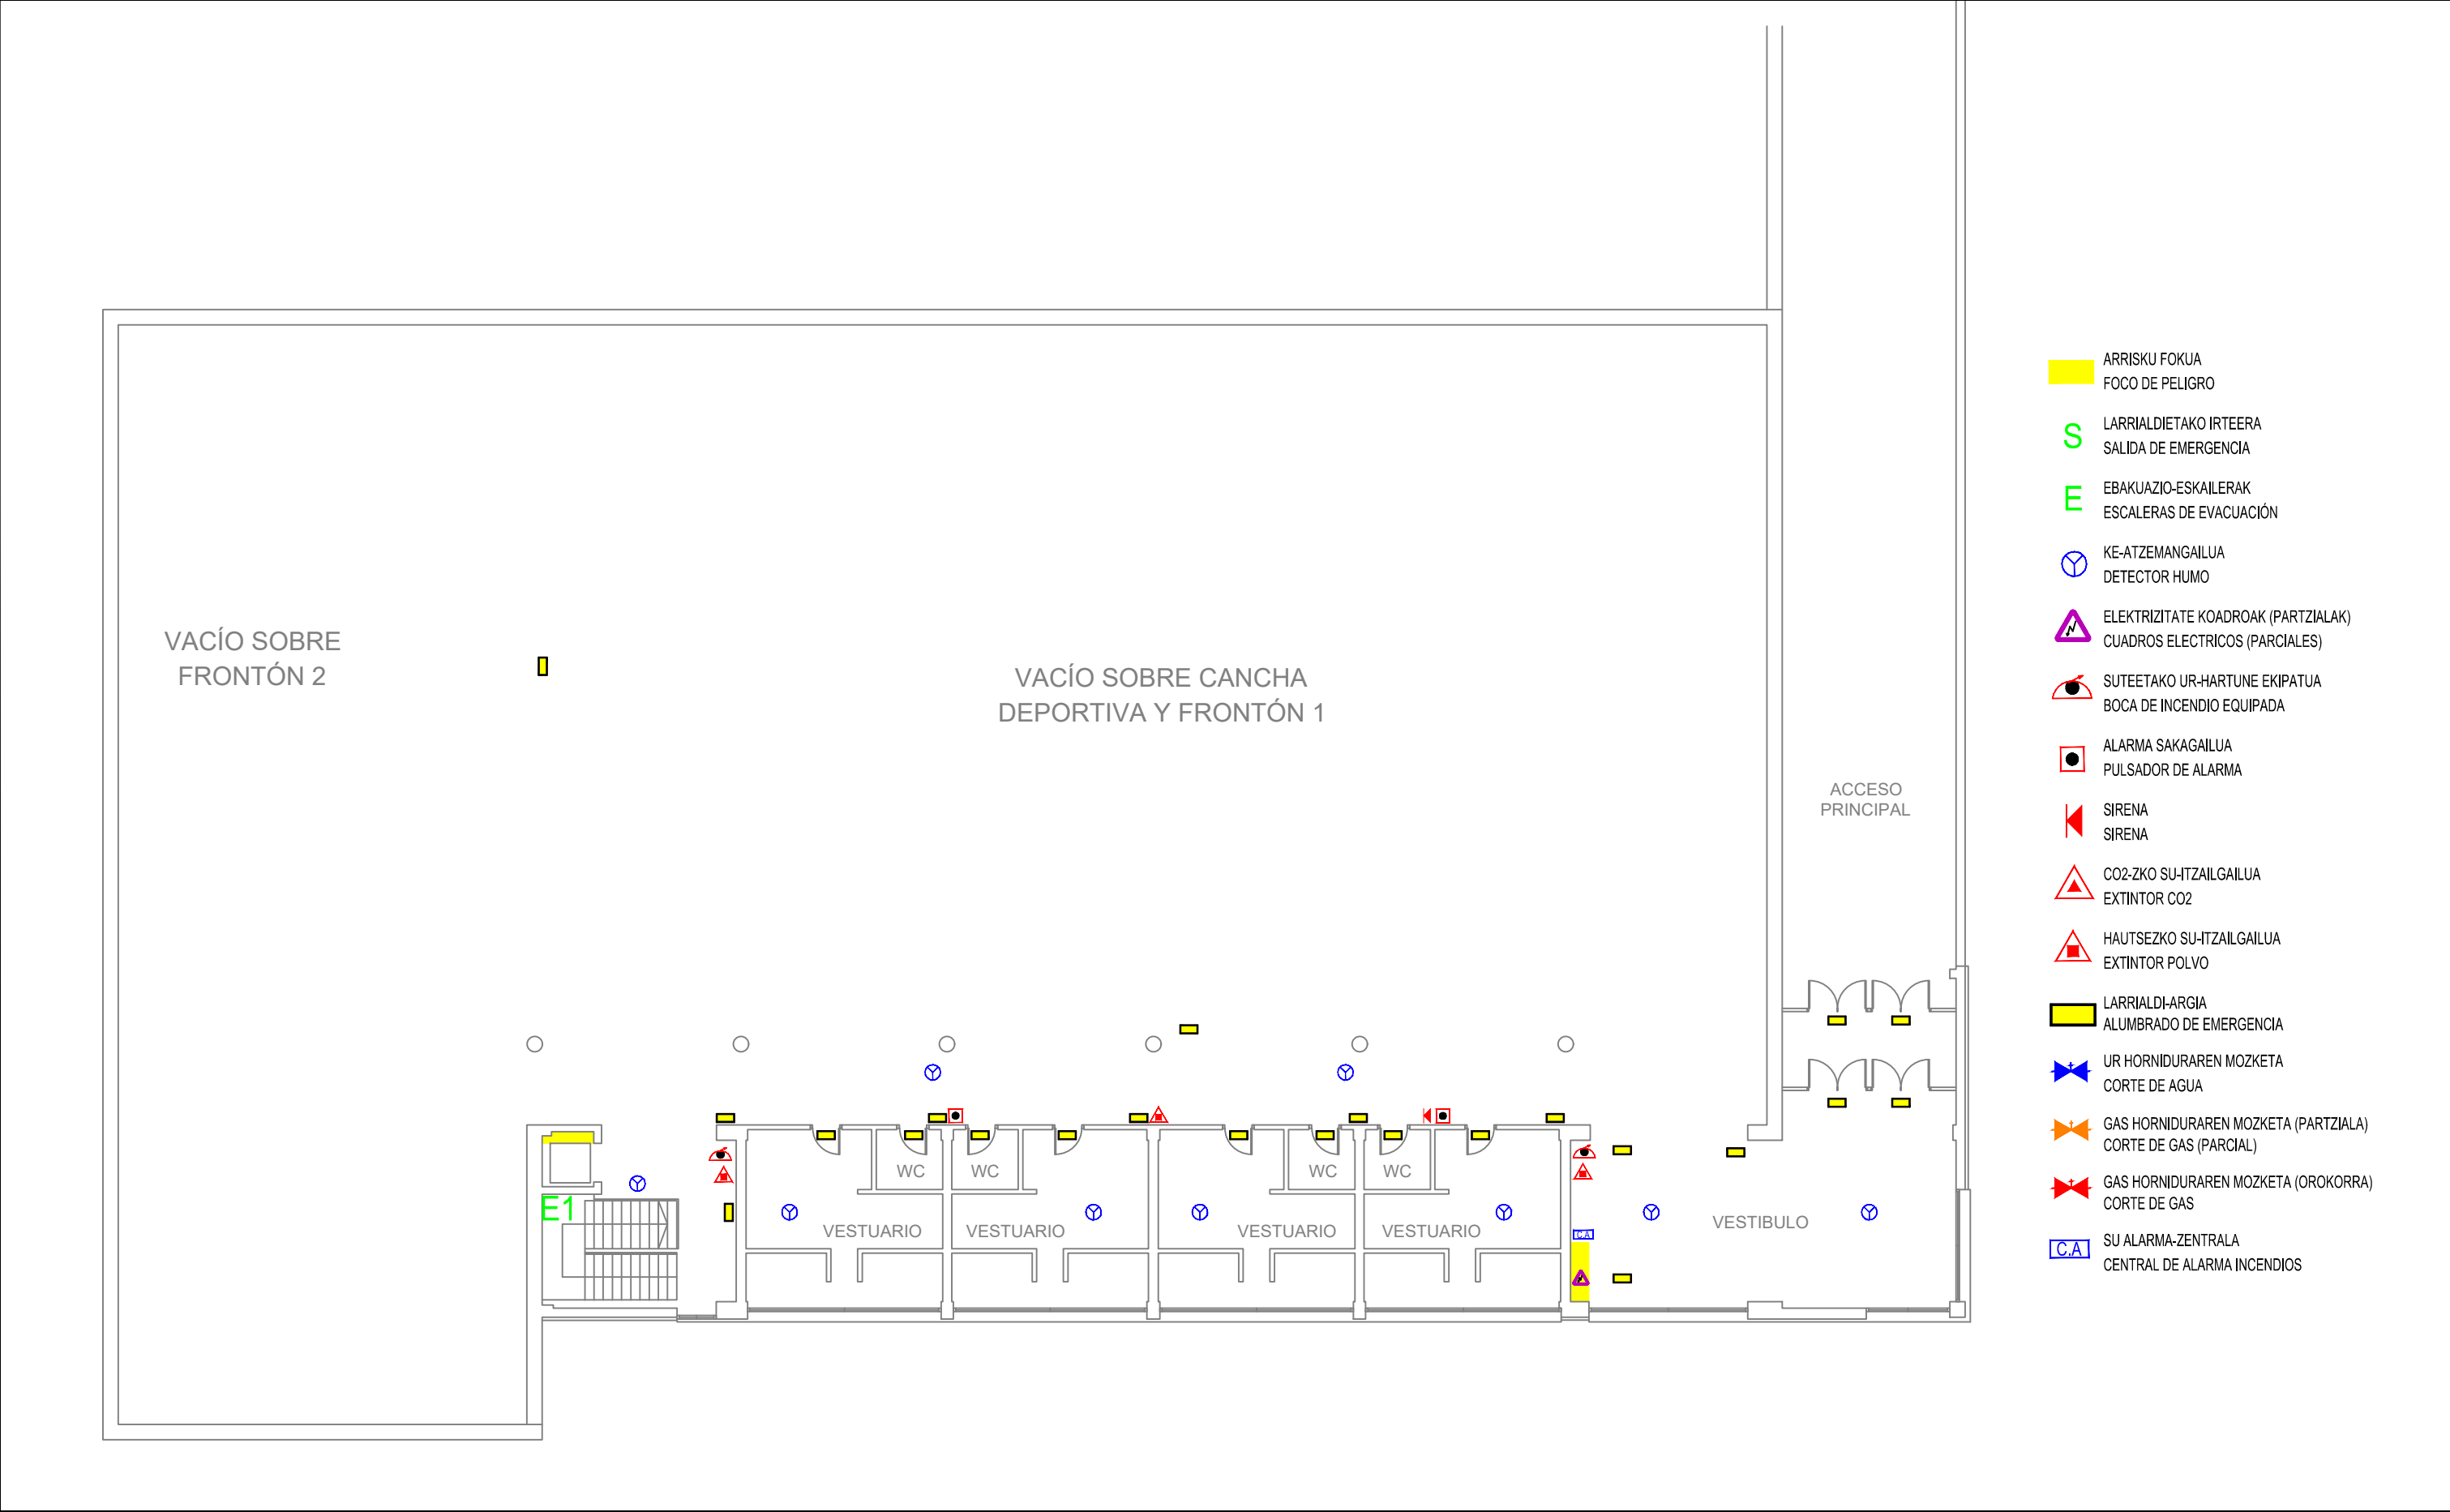 VACÍO SOBRE
FRONTÓN 2
VACÍO SOBRE CANCHA
DEPORTIVA Y FRONTÓN 1
ACCESO
PRINCIPAL
E1
WC
WC
WC
WC
VESTUARIO
VESTUARIO
VESTUARIO
VESTUARIO
VESTIBULO
C.A
ARRISKU FOKUA
FOCO DE PELIGRO
S
LARRIALDIETAKO IRTEERA
SALIDA DE EMERGENCIA
E
EBAKUAZIO-ESKAILERAK
ESCALERAS DE EVACUACIÓN
KE-ATZEMANGAILUA
DETECTOR HUMO
ELEKTRIZITATE KOADROAK (PARTZIALAK)
CUADROS ELECTRICOS (PARCIALES)
SUTEETAKO UR-HARTUNE EKIPATUA
BOCA DE INCENDIO EQUIPADA
ALARMA SAKAGAILUA
PULSADOR DE ALARMA
SIRENA
SIRENA
CO2-ZKO SU-ITZAILGAILUA
EXTINTOR CO2
HAUTSEZKO SU-ITZAILGAILUA
EXTINTOR POLVO
LARRIALDI-ARGIA
ALUMBRADO DE EMERGENCIA
UR HORNIDURAREN MOZKETA
CORTE DE AGUA
GAS HORNIDURAREN MOZKETA (PARTZIALA)
CORTE DE GAS (PARCIAL)
GAS HORNIDURAREN MOZKETA (OROKORRA)
CORTE DE GAS
C.A
SU ALARMA-ZENTRALA
CENTRAL DE ALARMA INCENDIOS